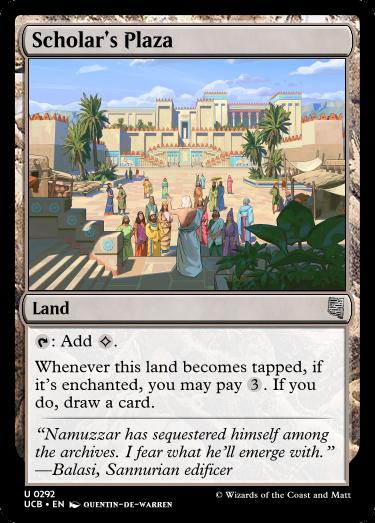 Scholar's Plaza
Land
: Add .
Whenever this land becomes tapped, if
it's enchanted, you may pay 3. If you
do, draw a card.
“Namuzzar has sequestered himself among
the archives. I fear what he'll emerge with.”
—Balasi, Sannurian edificer
U 0292
UCB • EN QUENTIN-DE-WARREN
© Wizards of the Coast and Matt